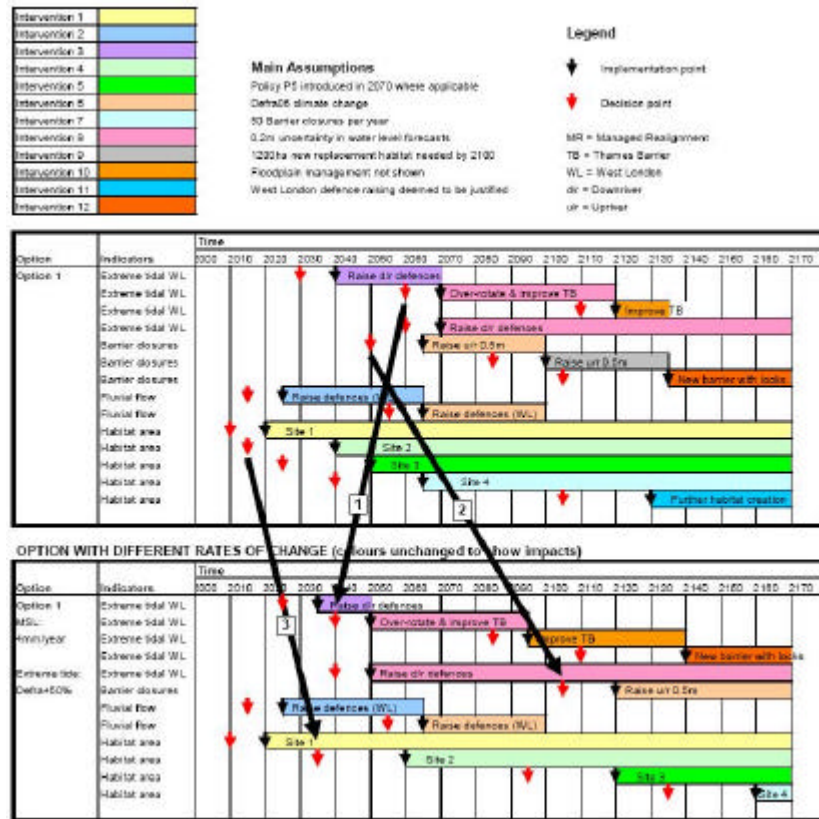 Intervention 1
Intervention 2
Intervention 3
Intervention 4
Intervention 5
Intervention 6
Intervention 7
Intervention 8
Intervention 9
Intervention 10
Intervention 11
Intervention 12
Main Assumptions
Policy P5 introduced in 2070 where applicable
Defra06 climate change
50 Barrier closures per year
0.2m uncertainty in water level forecasts
1200ha new replacement habitat needed by 2100
Floodplain management not shown
West London defence raising deemed to be justified
Legend
Implementation point
Decision point
MR = Managed Realignment
TB = Thames Barrier
WL = West London
d/r = Downriver
u/r = Upriver
Time
Option Indicators 2000 2010 2020 2030 2040 2050 2060 2070 2080 2090 2100 2110 2120 2130 2140 2150 2160 2170
Option 1 Extreme tidal WL Raise d/r defences
Extreme tidal WL Over-rotate & improve TB
Extreme tidal WL Improve TB
Extreme tidal WL Raise d/r defences
Barrier closures Raise u/r 0.5m
Barrier closures Raise u/r 0.5m
Barrier closures New barrier with locks
Fluvial flow Raise defences (WL)
Fluvial flow Raise defences (WL)
Habitat area Site 1
Habitat area Site 2
Habitat area Site 3
Habitat area Site 4
Habitat area Further habitat creation
1
2
OPTION WITH DIFFERENT RATES OF CHANGE (colours unchanged to show impacts)
Time
Option Indicators 2000 2010 2020 2030 2040 2050 2060 2070 2080 2090 2100 2110 2120 2130 2140 2150 2160 2170
Option 1 Extreme tidal WL Raise d/r defences
MSL: Extreme tidal WL Over-rotate & improve TB
4mm/year Extreme tidal WL Improve TB
Extreme tidal WL New barrier with locks
Extreme tide: Extreme tidal WL Raise d/r defences
Barrier closures Raise u/r 0.5m
Fluvial flow Raise defences (WL)
Fluvial flow Raise defences (WL)
Habitat area Site 1
Habitat area Site 2
Habitat area Site 3
Habitat area Site 4
3